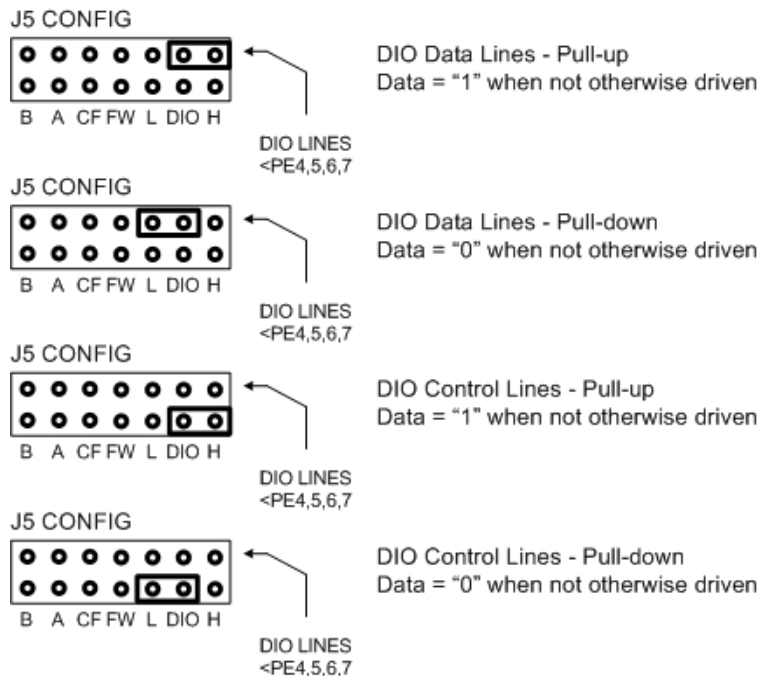 J5 CONFIG
DIO Data Lines - Pull-up
Data = “1” when not otherwise driven
B A CF FW L DIO H
DIO LINES
<PE4,5,6,7
J5 CONFIG
DIO Data Lines - Pull-down
Data = “0” when not otherwise driven
B A CF FW L DIO H
DIO LINES
<PE4,5,6,7
J5 CONFIG
DIO Control Lines - Pull-up
Data = “1” when not otherwise driven
B A CF FW L DIO H
DIO LINES
<PE4,5,6,7
J5 CONFIG
DIO Control Lines - Pull-down
Data = “0” when not otherwise driven
B A CF FW L DIO H
DIO LINES
<PE4,5,6,7